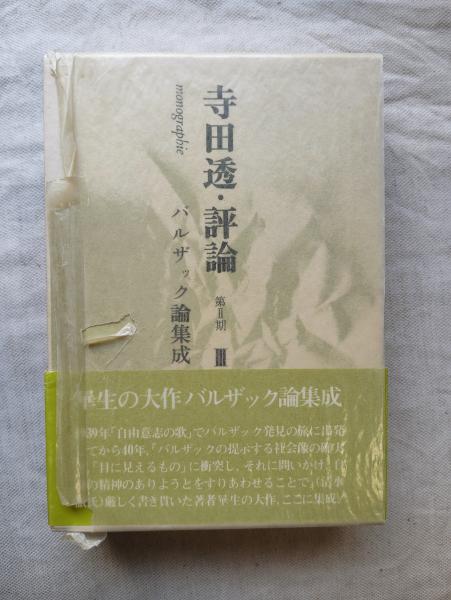 寺田透・評論
第Ⅱ期 Ⅲ
monographie
バルザック論集成
畢生の大作バルザック論集成
39年「自由意志の歌」でバルザック発見の旅に出発
てから40年、「バルザックの提示する社会像の確実
「目に見えるもの」に衝突し、それに問いかけ、自
の精神のありようとをすりあわせることで」（清水
氏）厳しく書き貫いた著者畢生の大作、ここに集成。